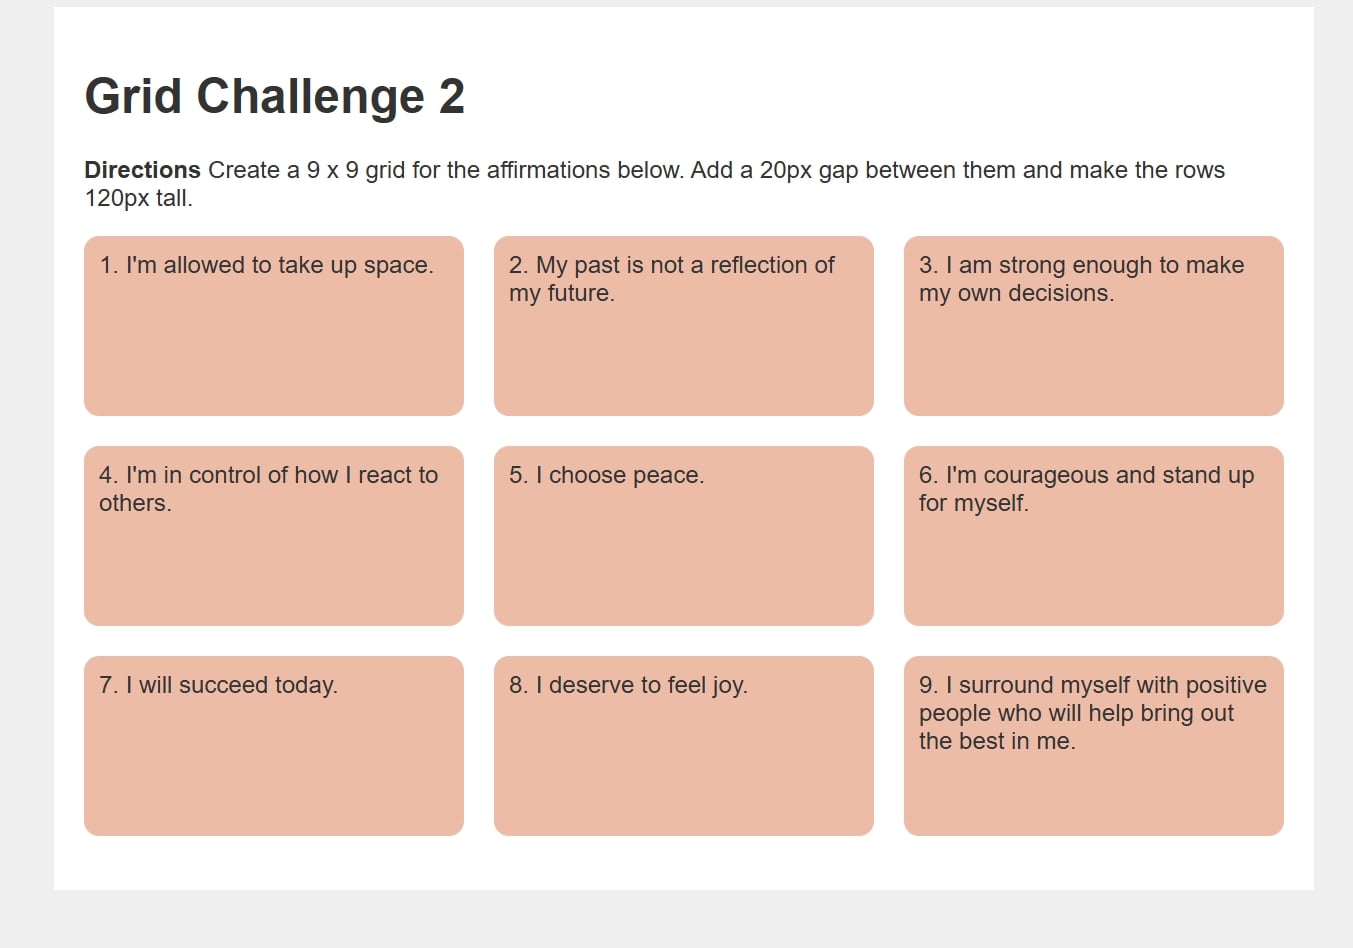 Grid Challenge 2
Directions Create a 9 x 9 grid for the affirmations below. Add a 20px gap between them and make the rows
120px tall.
1. I'm allowed to take up space.
2. My past is not a reflection of
my future.
3. I am strong enough to make
my own decisions.
4. I'm in control of how I react to
others.
5. I choose peace.
6. I'm courageous and stand up
for myself.
7. I will succeed today.
8. I deserve to feel joy.
9. I surround myself with positive
people who will help bring out
the best in me.